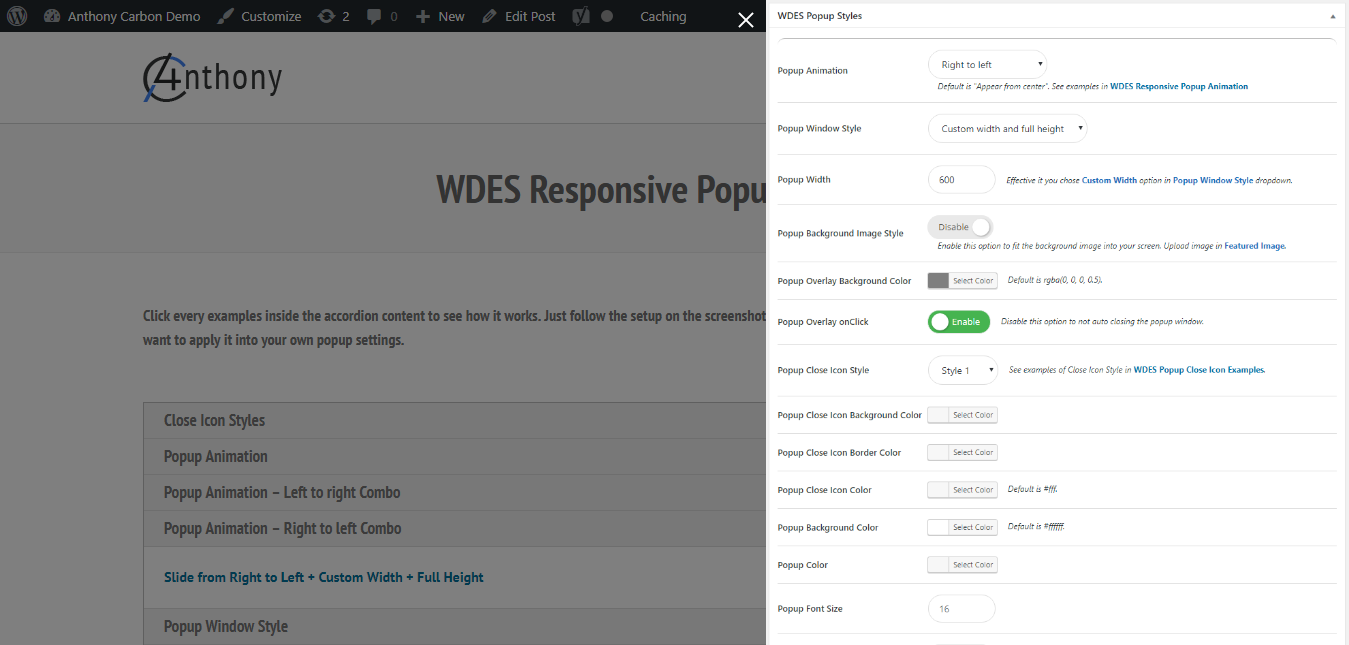 Anthony Carbon Demo Customize 2 0 New Edit Post Caching
4nthony
WDES Responsive Popu
Click every examples inside the accordion content to see how it works. Just follow the setup on the screenshot
want to apply it into your own popup settings.
Close Icon Styles
Popup Animation
Popup Animation – Left to right Combo
Popup Animation – Right to left Combo
Slide from Right to Left + Custom Width + Full Height
Popup Window Style
WDES Popup Styles
Popup Animation
Right to left
Default is "Appear from center". See examples in WDES Responsive Popup Animation
Popup Window Style
Custom width and full height
Popup Width
600
Effective it you chose Custom Width option in Popup Window Style dropdown.
Popup Background Image Style
Disable
Enable this option to fit the background image into your screen. Upload image in Featured Image.
Popup Overlay Background Color
Select Color
Default is rgba(0, 0, 0, 0.5).
Popup Overlay onClick
Enable
Disable this option to not auto closing the popup window.
Popup Close Icon Style
Style 1
See examples of Close Icon Style in WDES Popup Close Icon Examples.
Popup Close Icon Background Color
Select Color
Popup Close Icon Border Color
Select Color
Popup Close Icon Color
Select Color
Default is #fff.
Popup Background Color
Select Color
Default is #ffffff.
Popup Color
Select Color
Popup Font Size
16